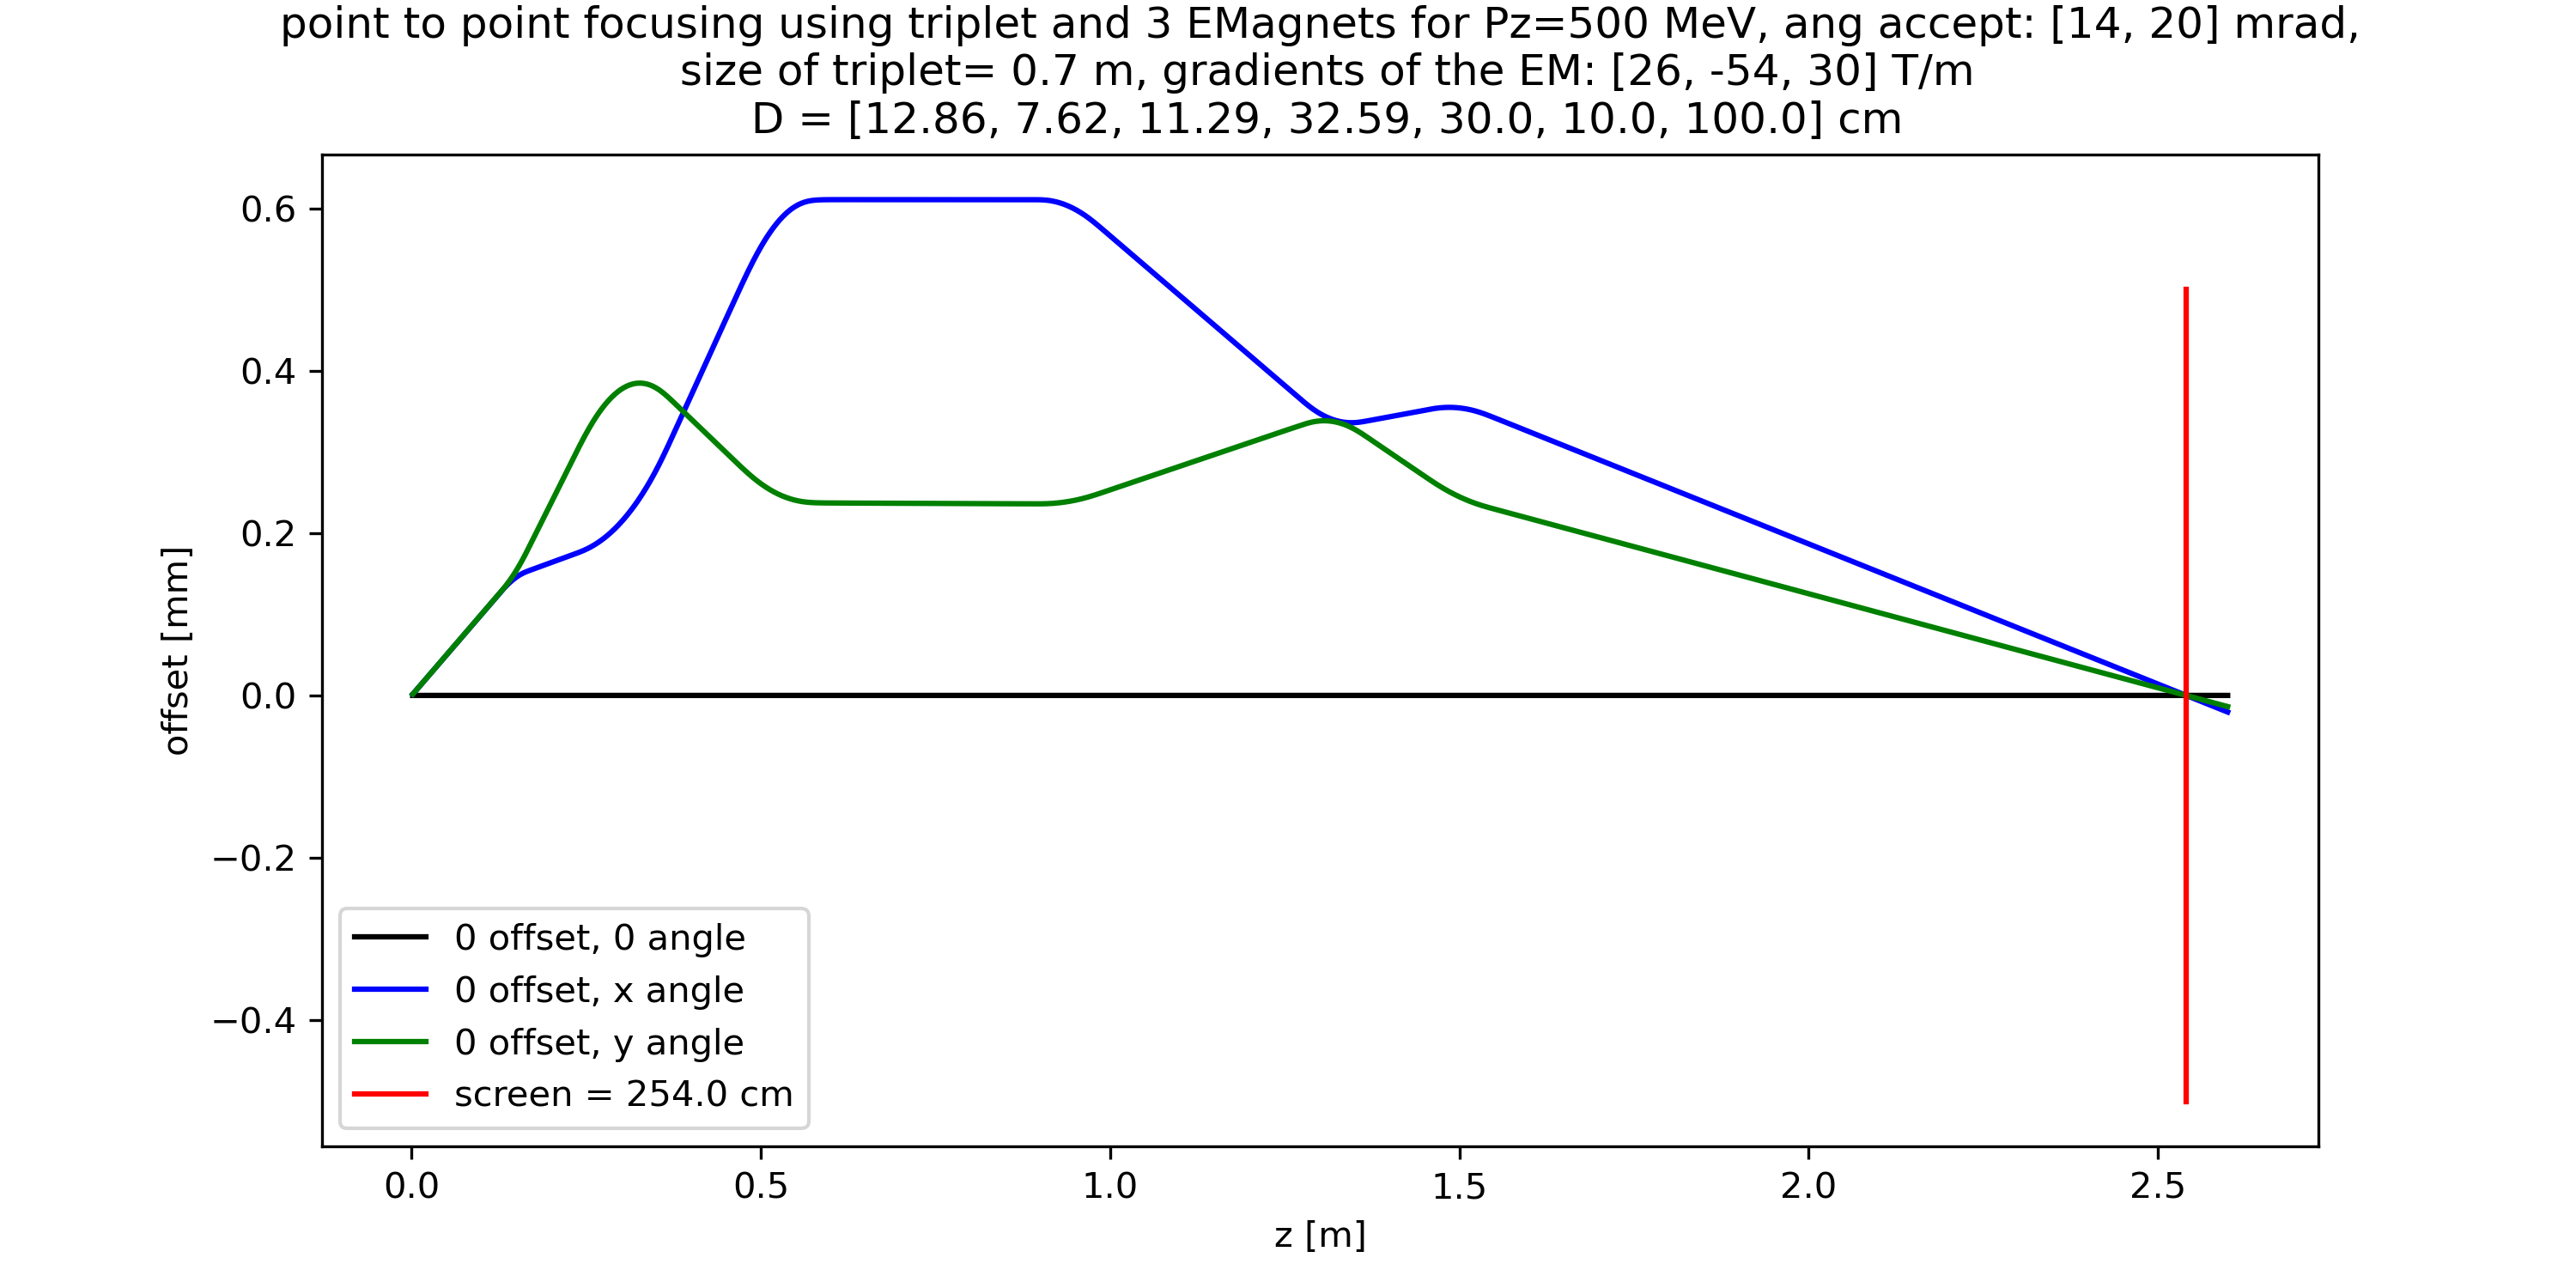 point to point focusing using triplet and 3 EMagnets for Pz=500 MeV, ang accept: [14, 20] mrad,
size of triplet= 0.7 m, gradients of the EM: [26, -54, 30] T/m
D = [12.86, 7.62, 11.29, 32.59, 30.0, 10.0, 100.0] cm
0.6
0.4
0.2
0.0
−0.2
−0.4
offset [mm]
0 offset, 0 angle
0 offset, x angle
0 offset, y angle
screen = 254.0 cm
0.0 0.5 1.0 1.5 2.0 2.5
z [m]